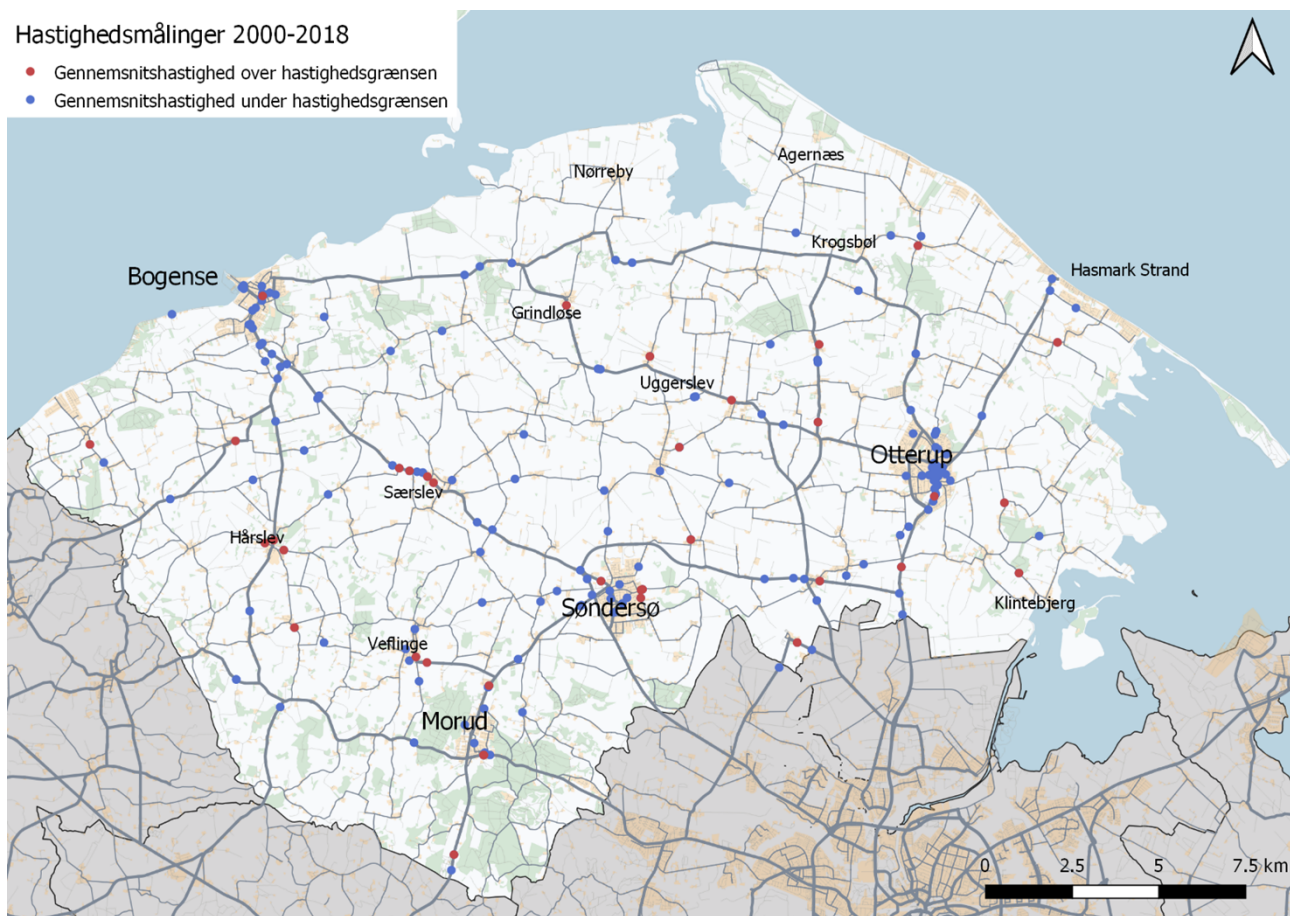 Hastighedsmålinger 2000-2018
Gennemsnitshastighed over hastighedsgrænsen
Gennemsnitshastighed under hastighedsgrænsen
Agernæs
Nørreby
Krogsbøl
Hasmark Strand
Bogense
Grindløse
Uggerslev
Otterup
Særslev
Hårslev
Klintebjerg
Søndersø
Veflinge
Morud
0 2.5 5 7.5 km